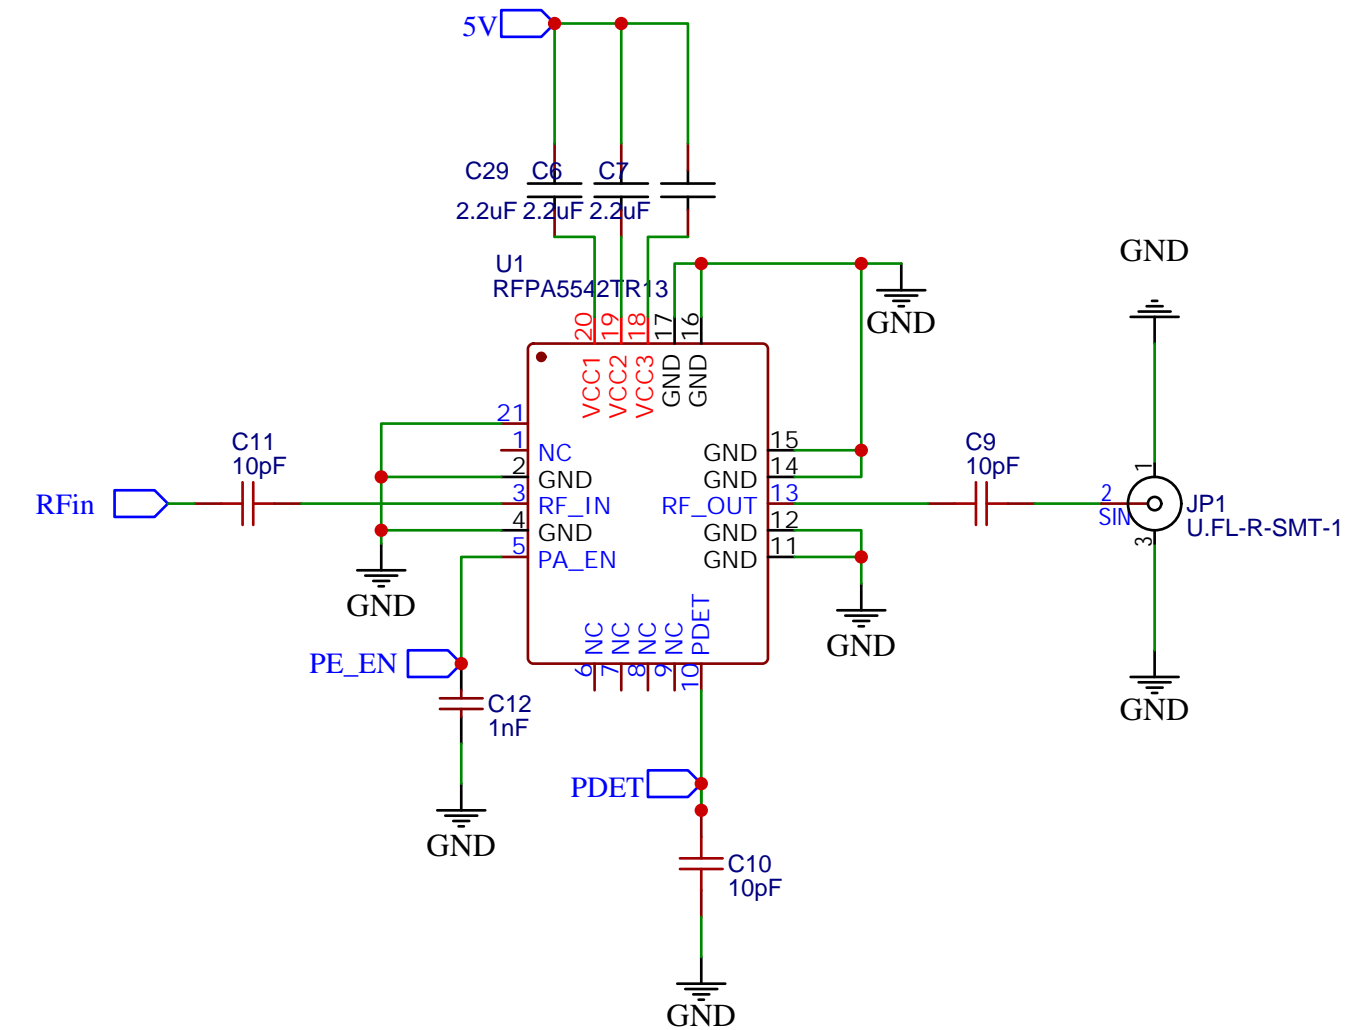 5V
C29 C6 C7
2.2uF 2.2uF 2.2uF
U1
RFPA5542TR13
GND
GND
20 19 18 17 16
VCC1 VCC2 VCC3 GND GND
21
1 NC
2 GND
3 RF_IN
4 GND
5 PA_EN
GND 15
GND 14
RF_OUT 13
GND 12
GND 11
C11
10pF
RFin
C9
10pF
1
2
SIN
3
JP1
U.FL-R-SMT-1
GND
GND
GND
NC NC NC NC PDET
6 7 8 9 10
PE_EN
C12
1nF
GND
PDET
C10
10pF
GND